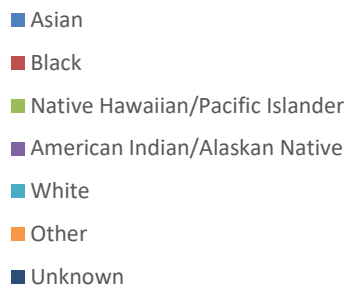 Asian
Black
Native Hawaiian/Pacific Islander
American Indian/Alaskan Native
White
Other
Unknown